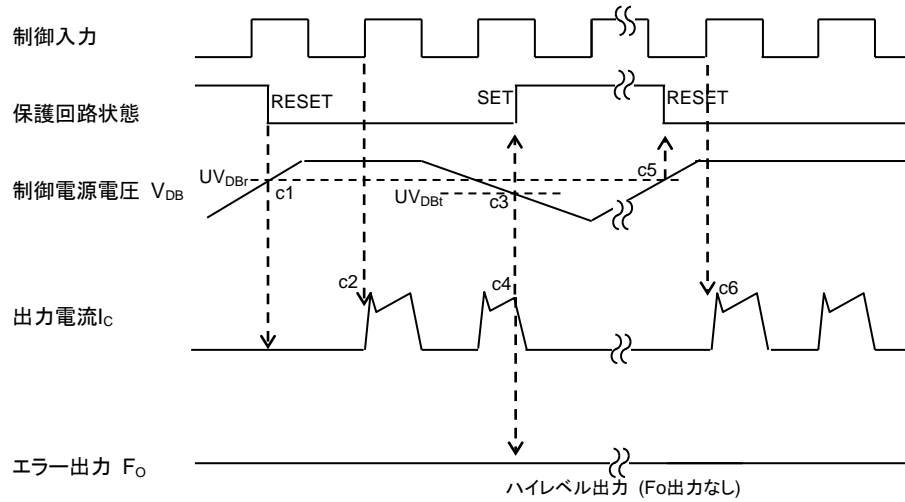 制御入力
保護回路状態
RESET
SET
RESET
制御電源電圧 VDB
UVDBr
c1
UVDBt
c3
c5
出力電流IC
c2
c4
c6
エラー出力 FO
ハイレベル出力 (Fo出力なし)